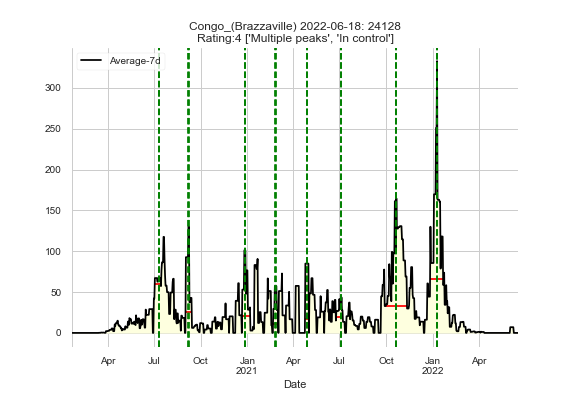 Congo_(Brazzaville) 2022-06-18: 24128
Rating:4 ['Multiple peaks', 'In control']
Average-7d
300
250
200
150
100
50
0
Apr Jul Oct Jan Apr Jul Oct Jan Apr
2021 2022
Date